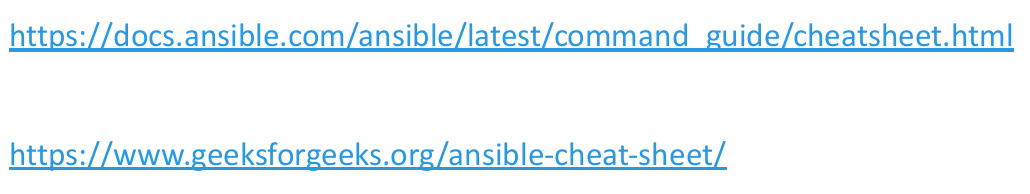 https://docs.ansible.com/ansible/latest/command_guide/cheatsheet.html
https://www.geeksforgeeks.org/ansible-cheat-sheet/